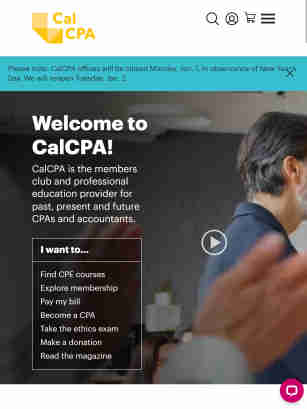 Cal
CPA
Please note: CalCPA offices will be closed Monday, Jan. 1, in observance of New Year's
Day. We will reopen Tuesday, Jan. 2.
Welcome to
CalCPA!
CalCPA is the members
club and professional
education provider for
past, present and future
CPAs and accountants.
I want to...
Find CPE courses
Explore membership
Pay my bill
Become a CPA
Take the ethics exam
Make a donation
Read the magazine